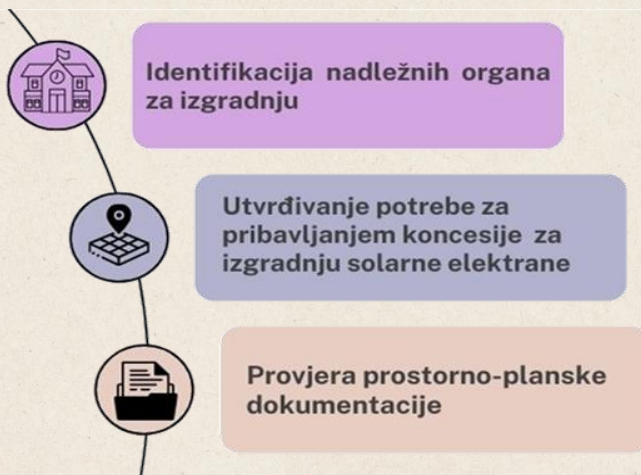 Identifikacija nadležnih organa
za izgradnju
Utvrđivanje potrebe za
pribavljanjem koncesije za
izgradnju solarne elektrane
Provjera prostorno-planske
dokumentacije